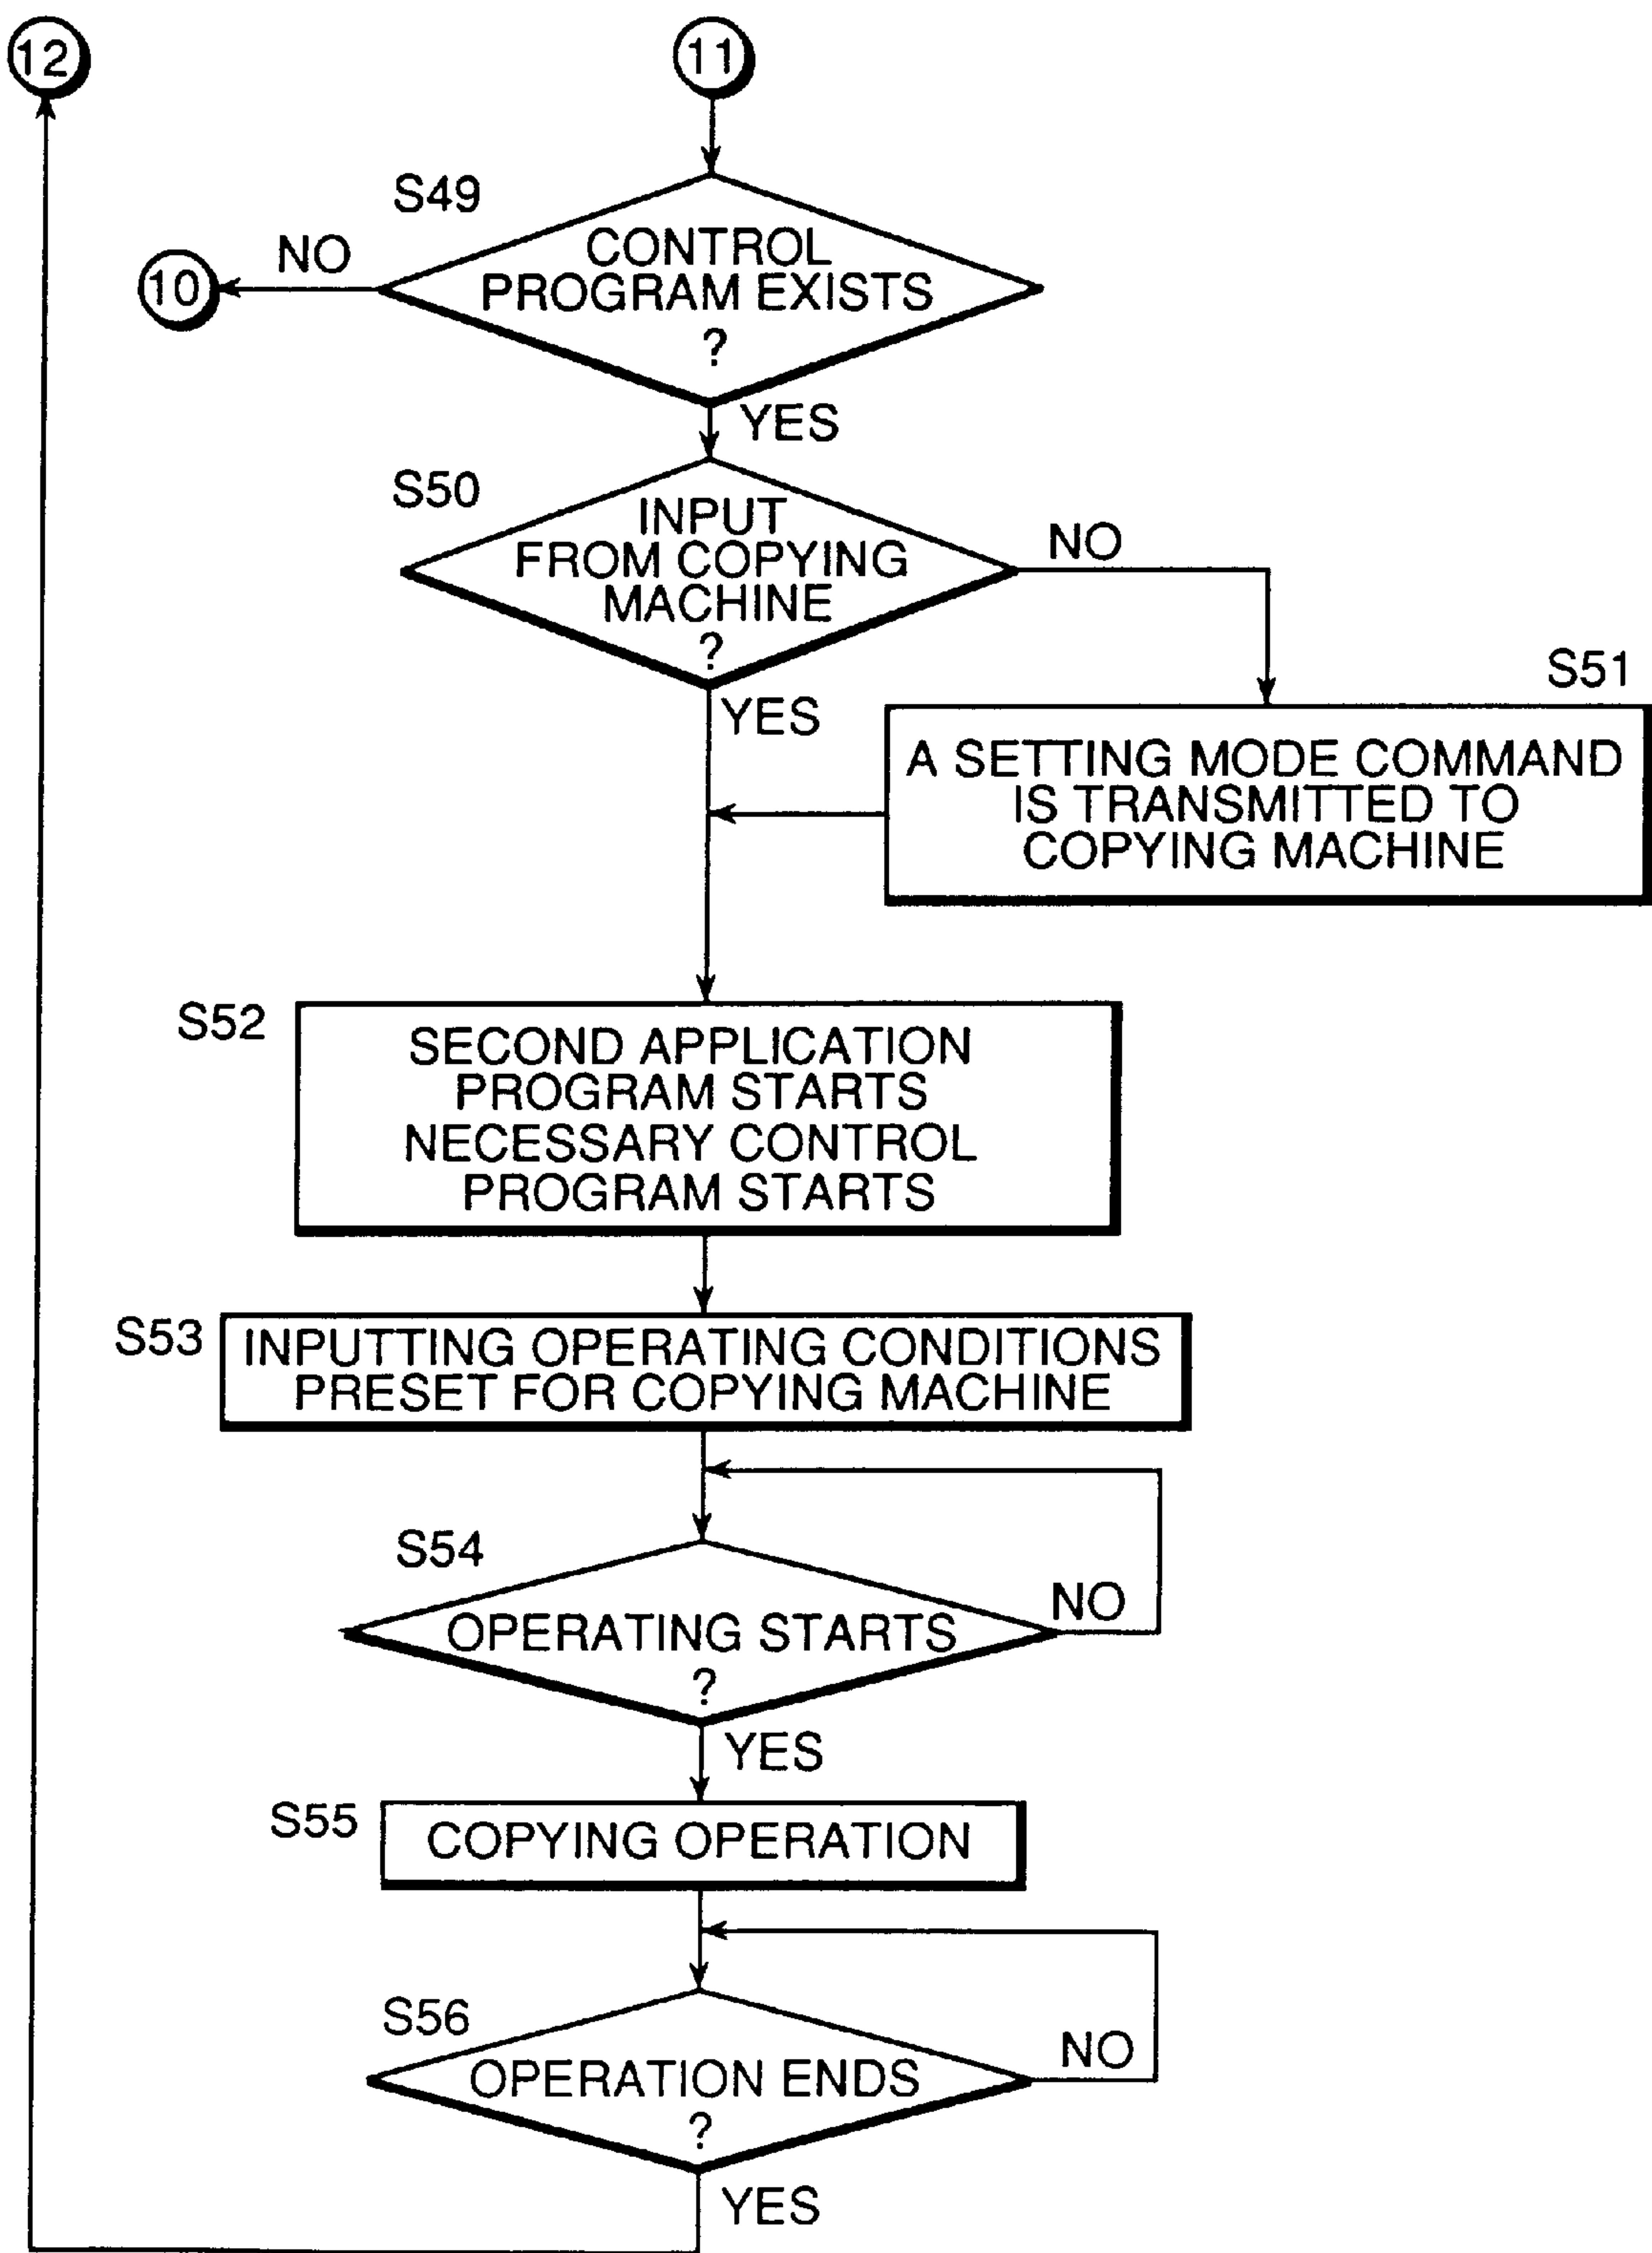 12
11
S49
CONTROL
PROGRAM EXISTS
?
NO
10
YES
S50
INPUT
FROM COPYING
MACHINE
?
NO
YES
S51
A SETTING MODE COMMAND
IS TRANSMITTED TO
COPYING MACHINE
S52
SECOND APPLICATION
PROGRAM STARTS
NECESSARY CONTROL
PROGRAM STARTS
S53
INPUTTING OPERATING CONDITIONS
PRESET FOR COPYING MACHINE
S54
OPERATING STARTS
?
NO
YES
S55
COPYING OPERATION
S56
OPERATION ENDS
?
NO
YES